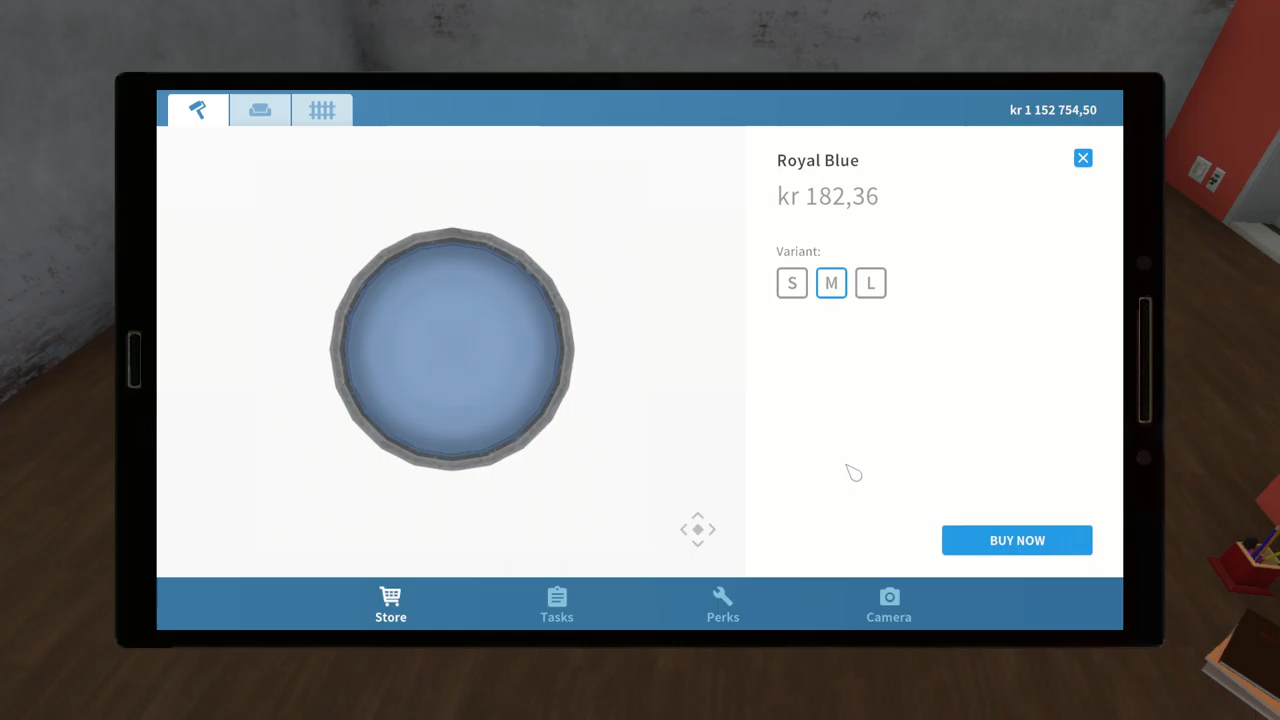 kr 1 152 754,50
Royal Blue
kr 182,36
Variant:
S M L
BUY NOW
Store Tasks Perks Camera